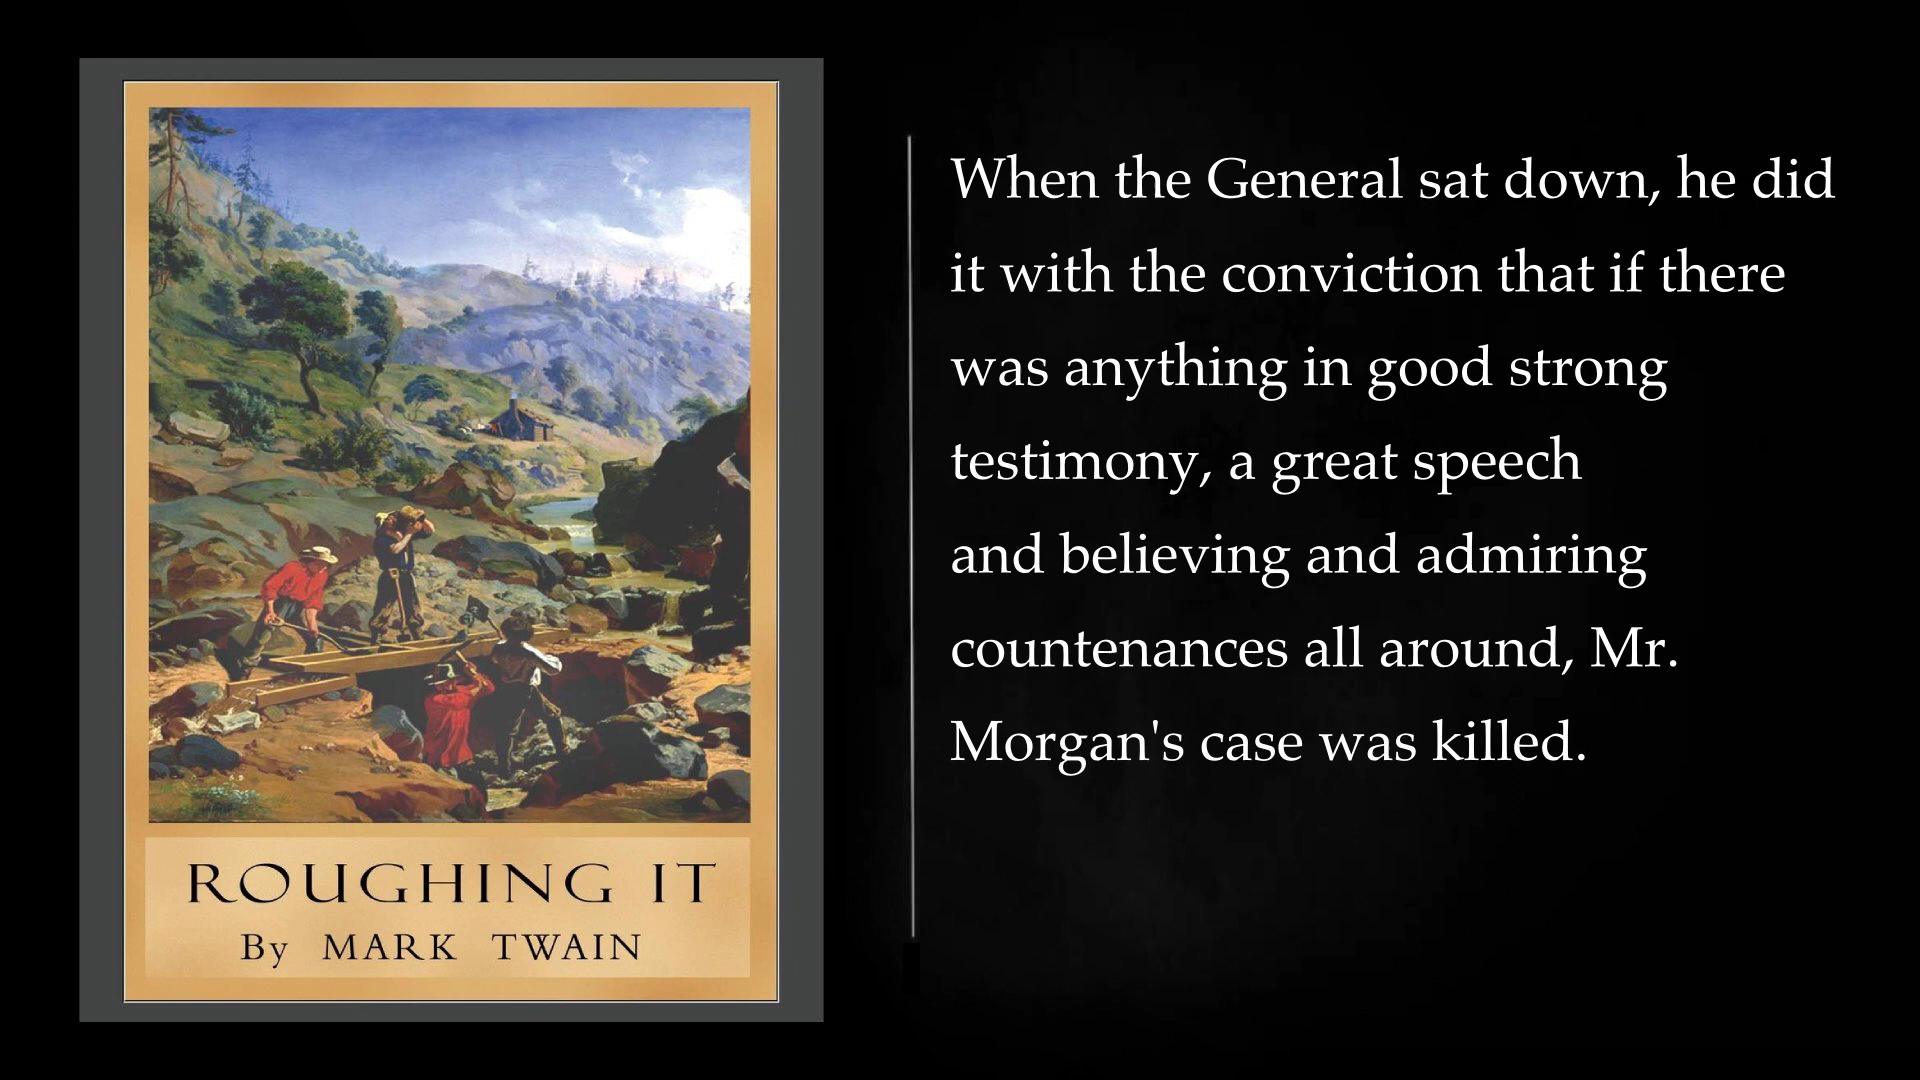 ROUGHING IT
By MARK TWAIN
When the General sat down, he did
it with the conviction that if there
was anything in good strong
testimony, a great speech
and believing and admiring
countenances all around, Mr.
Morgan's case was killed.